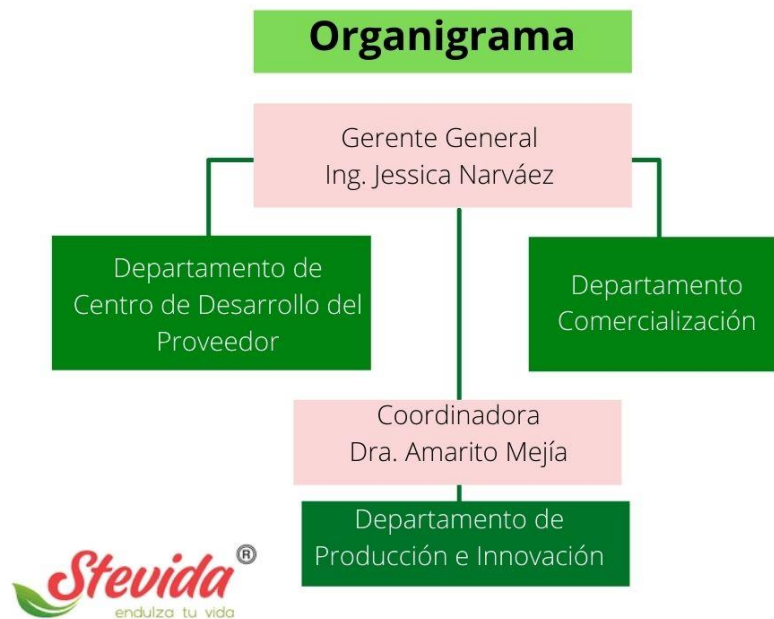 Organigrama
Gerente General
Ing. Jessica Narváez
Departamento de
Centro de Desarrollo del
Proveedor
Departamento
Comercialización
Coordinadora
Dra. Amarito Mejía
Departamento de
Producción e Innovación
Stevida®
endulza tu vida